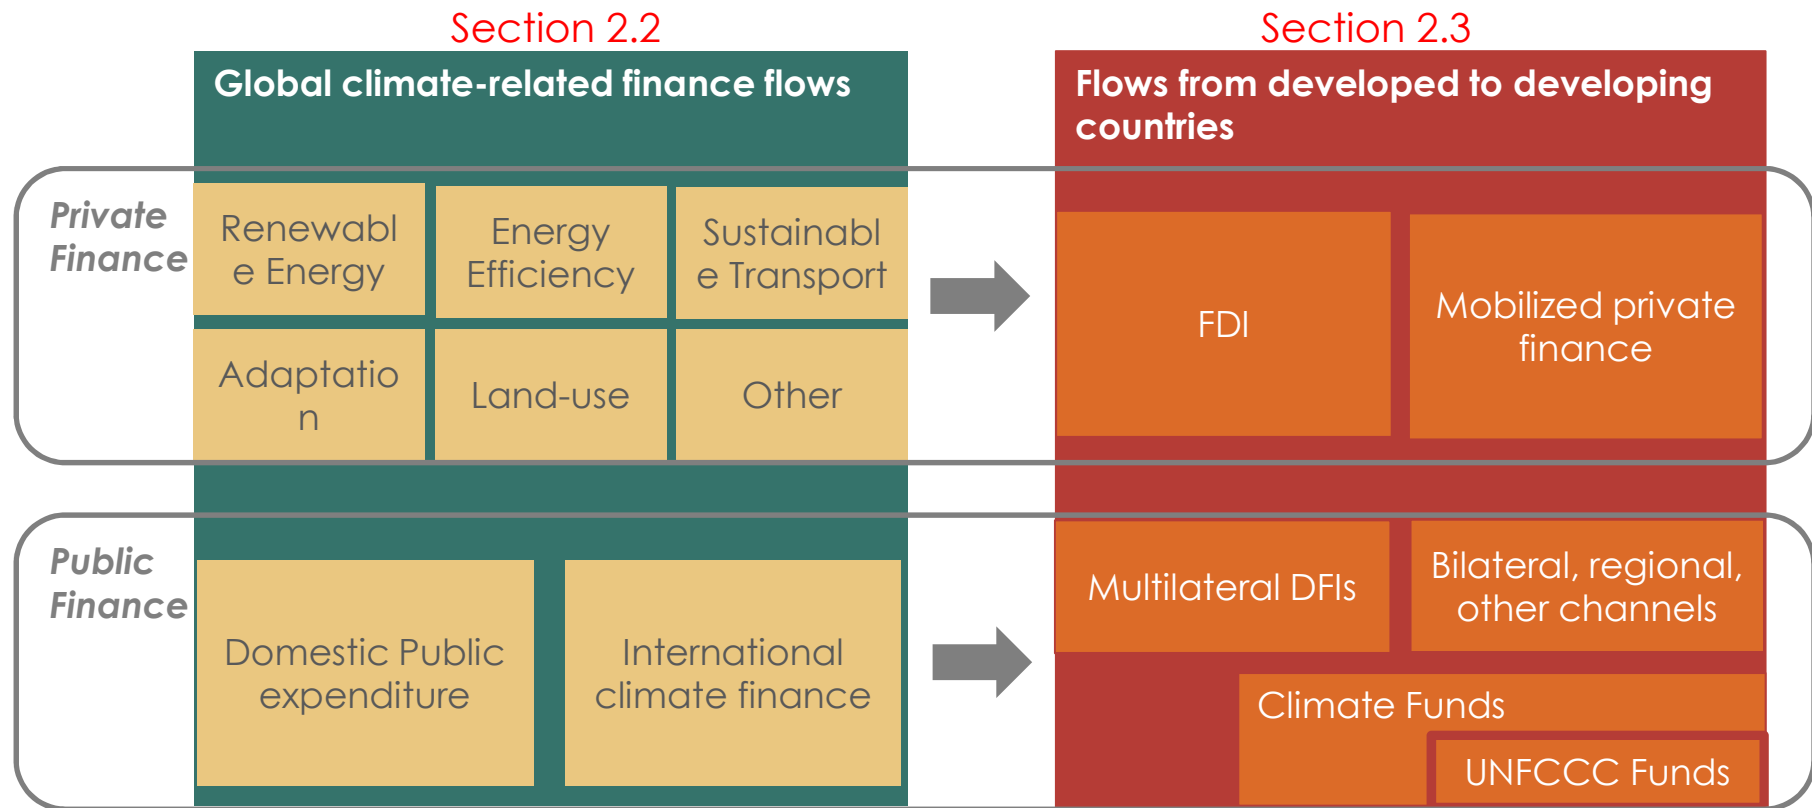 Section 2.2
Section 2.3
Global climate-related finance flows
Flows from developed to developing
countries
Private
Finance
Renewabl
e Energy
Energy
Efficiency
Sustainabl
e Transport
Adaptatio
n
Land-use
Other
FDI
Mobilized private
finance
Public
Finance
Domestic Public
expenditure
International
climate finance
Multilateral DFIs
Bilateral, regional,
other channels
Climate Funds
UNFCCC Funds